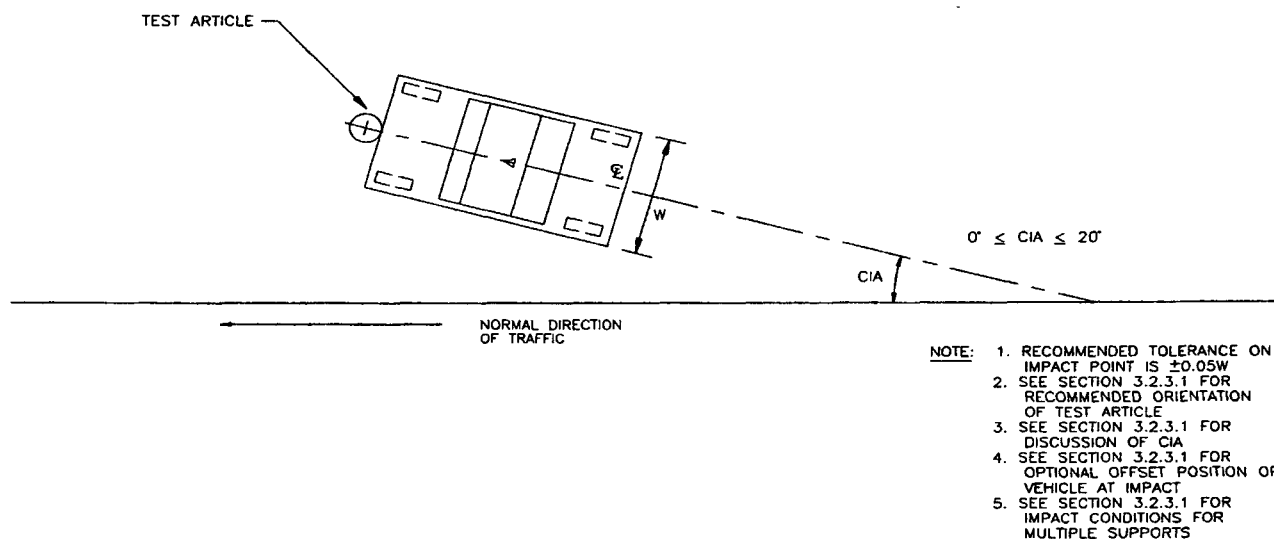 TEST ARTICLE
℄
W
0° ≤ CIA ≤ 20°
CIA
NORMAL DIRECTION
OF TRAFFIC
NOTE: 1. RECOMMENDED TOLERANCE ON
IMPACT POINT IS ±0.05W
2. SEE SECTION 3.2.3.1 FOR
RECOMMENDED ORIENTATION
OF TEST ARTICLE
3. SEE SECTION 3.2.3.1 FOR
DISCUSSION OF CIA
4. SEE SECTION 3.2.3.1 FOR
OPTIONAL OFFSET POSITION OF
VEHICLE AT IMPACT
5. SEE SECTION 3.2.3.1 FOR
IMPACT CONDITIONS FOR
MULTIPLE SUPPORTS